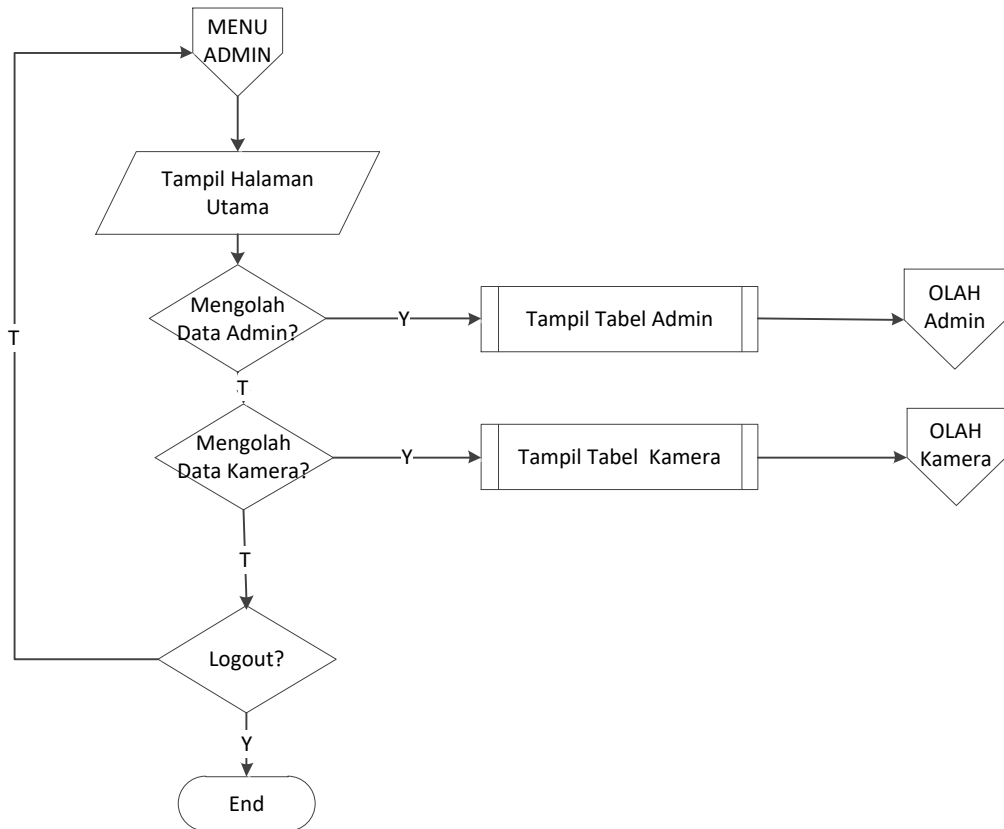 MENU
ADMIN
Tampil Halaman
Utama
Mengolah
Data Admin?
Y
Tampil Tabel Admin
OLAH
Admin
T
T
Mengolah
Data Kamera?
Y
Tampil Tabel  Kamera
OLAH
Kamera
T
Logout?
Y
End